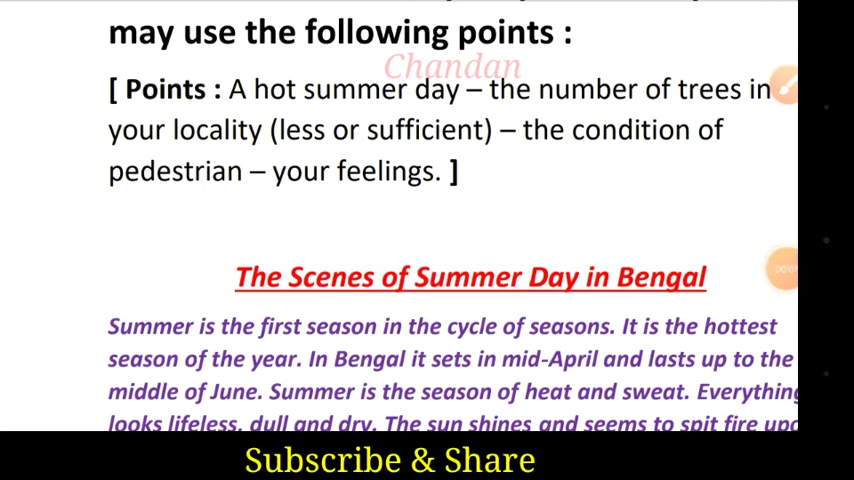 may use the following points :
Chandan
[ Points : A hot summer day – the number of trees in
your locality (less or sufficient) – the condition of
pedestrian – your feelings. ]
The Scenes of Summer Day in Bengal
Summer is the first season in the cycle of seasons. It is the hottest
season of the year. In Bengal it sets in mid-April and lasts up to the
middle of June. Summer is the season of heat and sweat. Everything
looks lifeless, dull and dry. The sun shines and seems to spit fire
Subscribe & Share